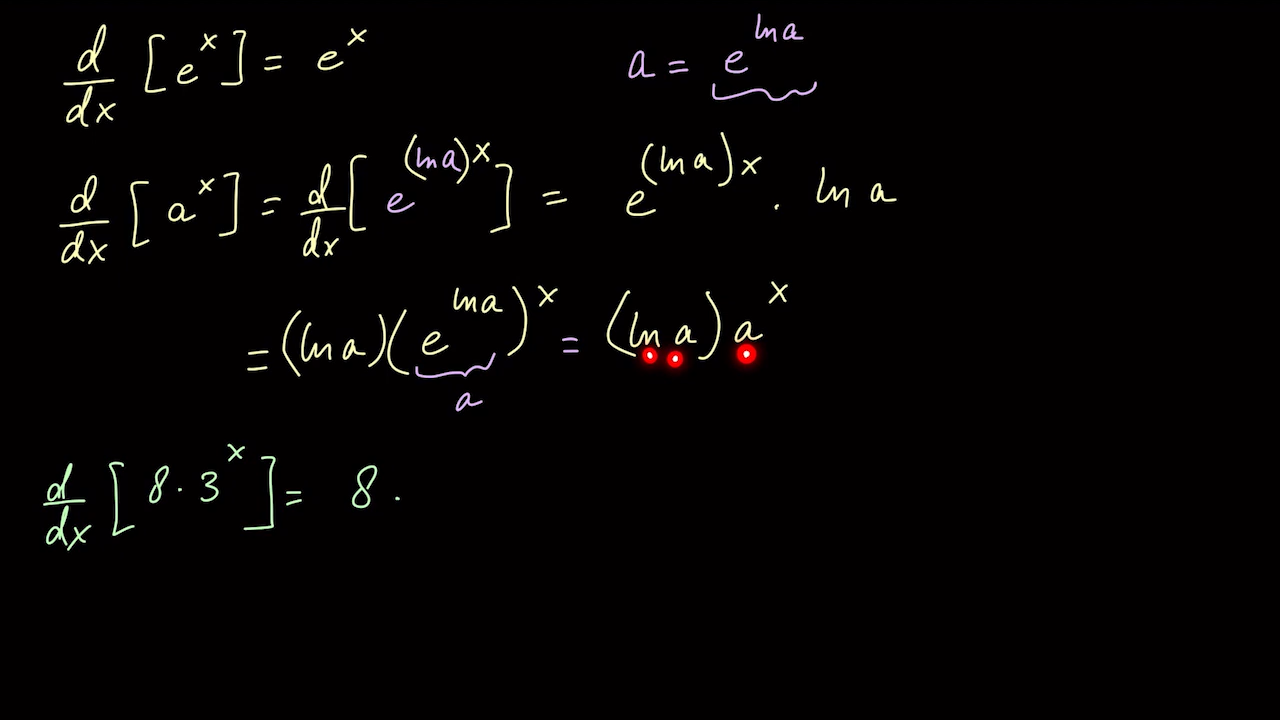 d/dx [e^x] = e^x
a = e^(ln a)
d/dx [a^x] = d/dx [e^((ln a)x)] = e^((ln a)x) · ln a
= (ln a)(e^(ln a))^x = (ln a) a^x
a
d/dx [8 · 3^x] = 8 ·